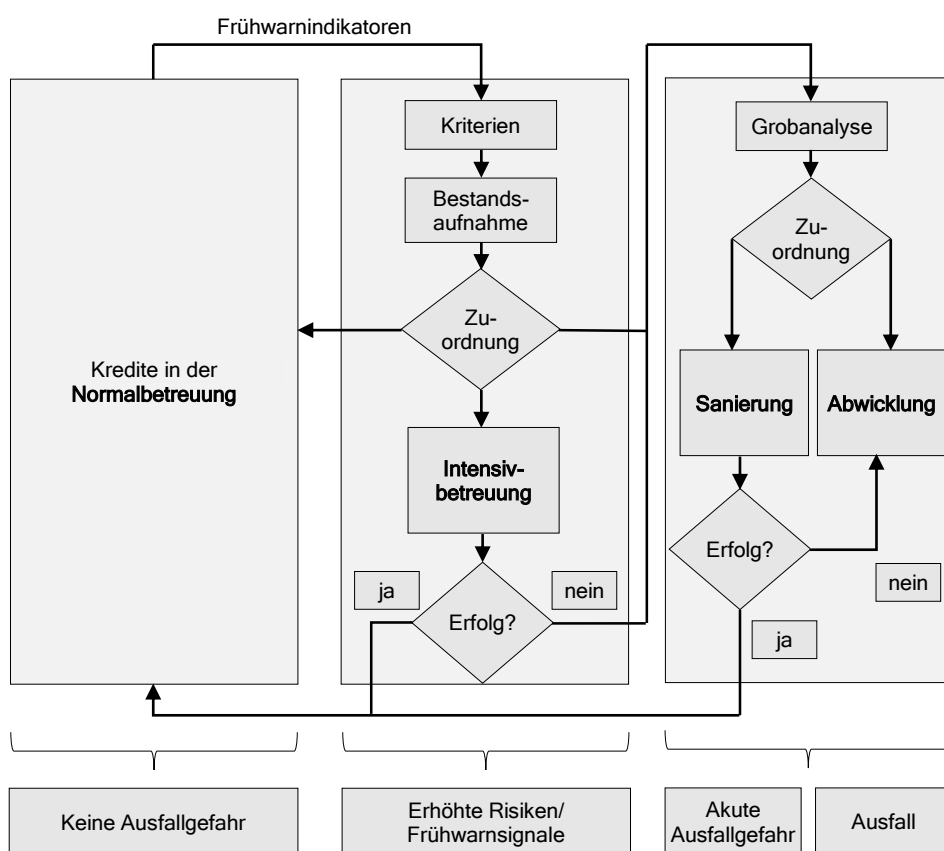 Frühwarnindikatoren
Kredite in der
Normalbetreuung
Kriterien
Bestands-
aufnahme
Zu-
ordnung
Intensiv-
betreuung
ja
nein
Erfolg?
Grobanalyse
Zu-
ordnung
Sanierung
Abwicklung
Erfolg?
nein
ja
Keine Ausfallgefahr
Erhöhte Risiken/
Frühwarnsignale
Akute
Ausfallgefahr
Ausfall